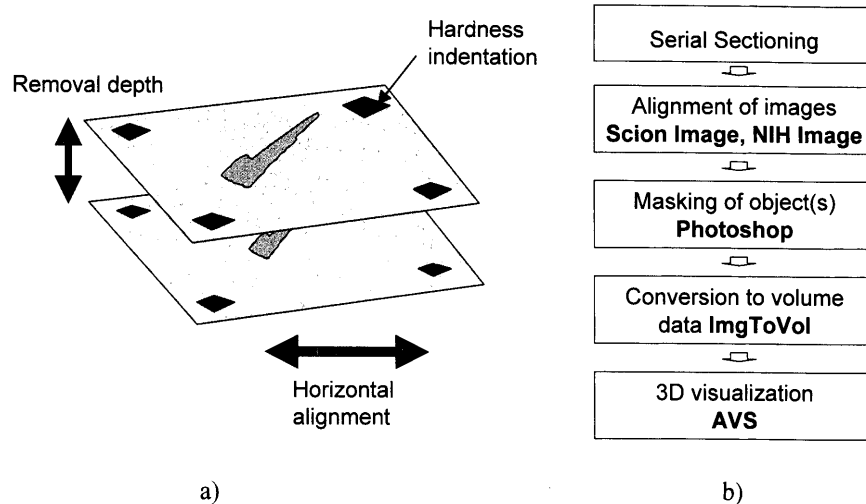 Hardness
indentation
Removal depth
Horizontal
alignment
a)
Serial Sectioning
Alignment of images
Scion Image, NIH Image
Masking of object(s)
Photoshop
Conversion to volume
data ImgToVol
3D visualization
AVS
b)